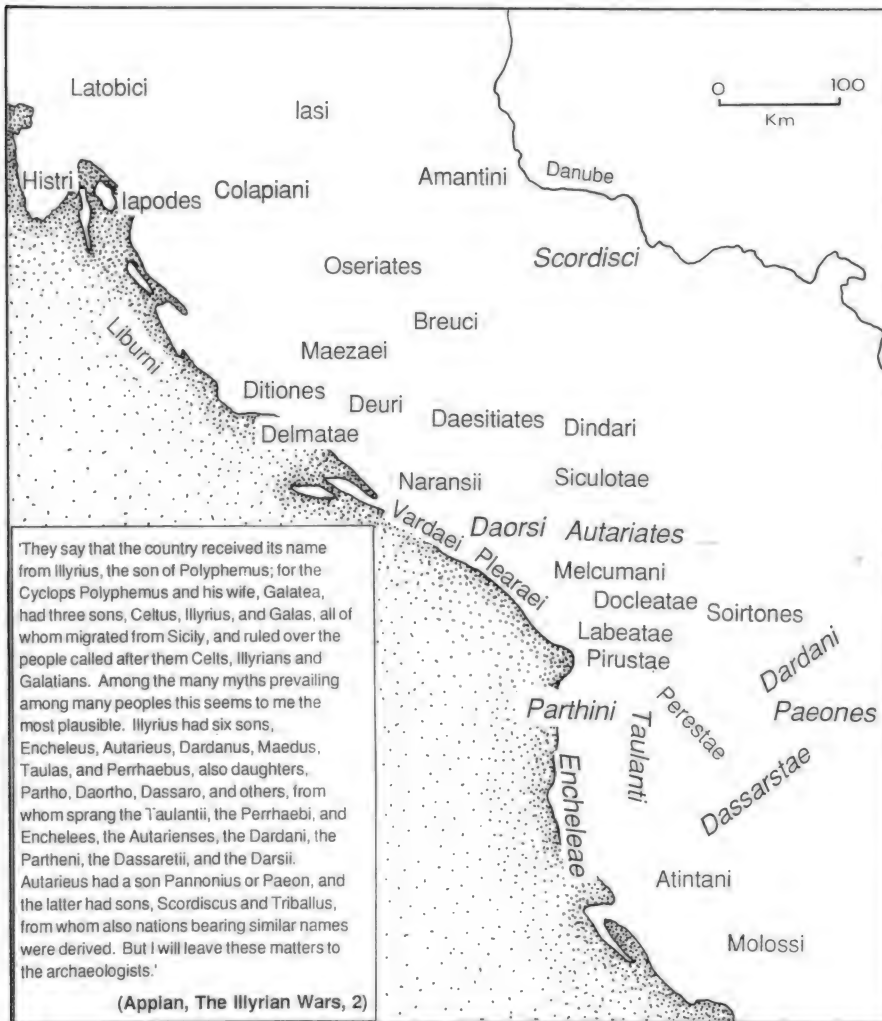 Latobici
Iasi
0 100
Km
Histri
Iapodes
Colapiani
Amantini
Danube
Oseriates
Scordisci
Breuci
Liburni
Maezaei
Ditiones
Deuri
Daesitiates
Dindari
Delmatae
Naransii
Siculotae
Vardaei
Daorsi
Autariates
Plearaei
Melcumani
Docleatae
Soirtones
Labeatae
Pirustae
Dardani
Parthini
Taulanti
Perestae
Paeones
Encheleae
Dassarstae
Atintani
Molossi
'They say that the country received its name
from Illyrius, the son of Polyphemus; for the
Cyclops Polyphemus and his wife, Galatea,
had three sons, Celtus, Illyrius, and Galas, all of
whom migrated from Sicily, and ruled over the
people called after them Celts, Illyrians and
Galatians. Among the many myths prevailing
among many peoples this seems to me the
most plausible. Illyrius had six sons,
Encheleus, Autarieus, Dardanus, Maedus,
Taulas, and Perrhaebus, also daughters,
Partho, Daortho, Dassaro, and others, from
whom sprang the Taulantii, the Perrhaebi, and
Enchelees, the Autarienses, the Dardani, the
Partheni, the Dassaretii, and the Darsii.
Autarieus had a son Pannonius or Paeon, and
the latter had sons, Scordiscus and Triballus,
from whom also nations bearing similar names
were derived. But I will leave these matters to
the archaeologists.'
(Appian, The Illyrian Wars, 2)